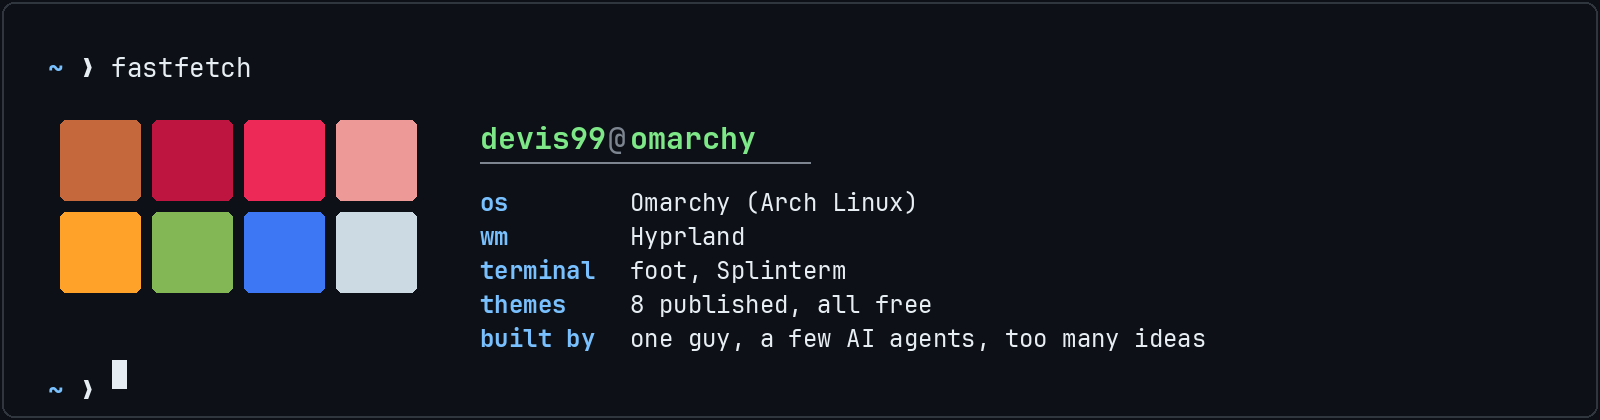 ~ ❯ fastfetch
devis99@omarchy
os Omarchy (Arch Linux)
wm Hyprland
terminal foot, Splinterm
themes 8 published, all free
built by one guy, a few AI agents, too many ideas
~ ❯